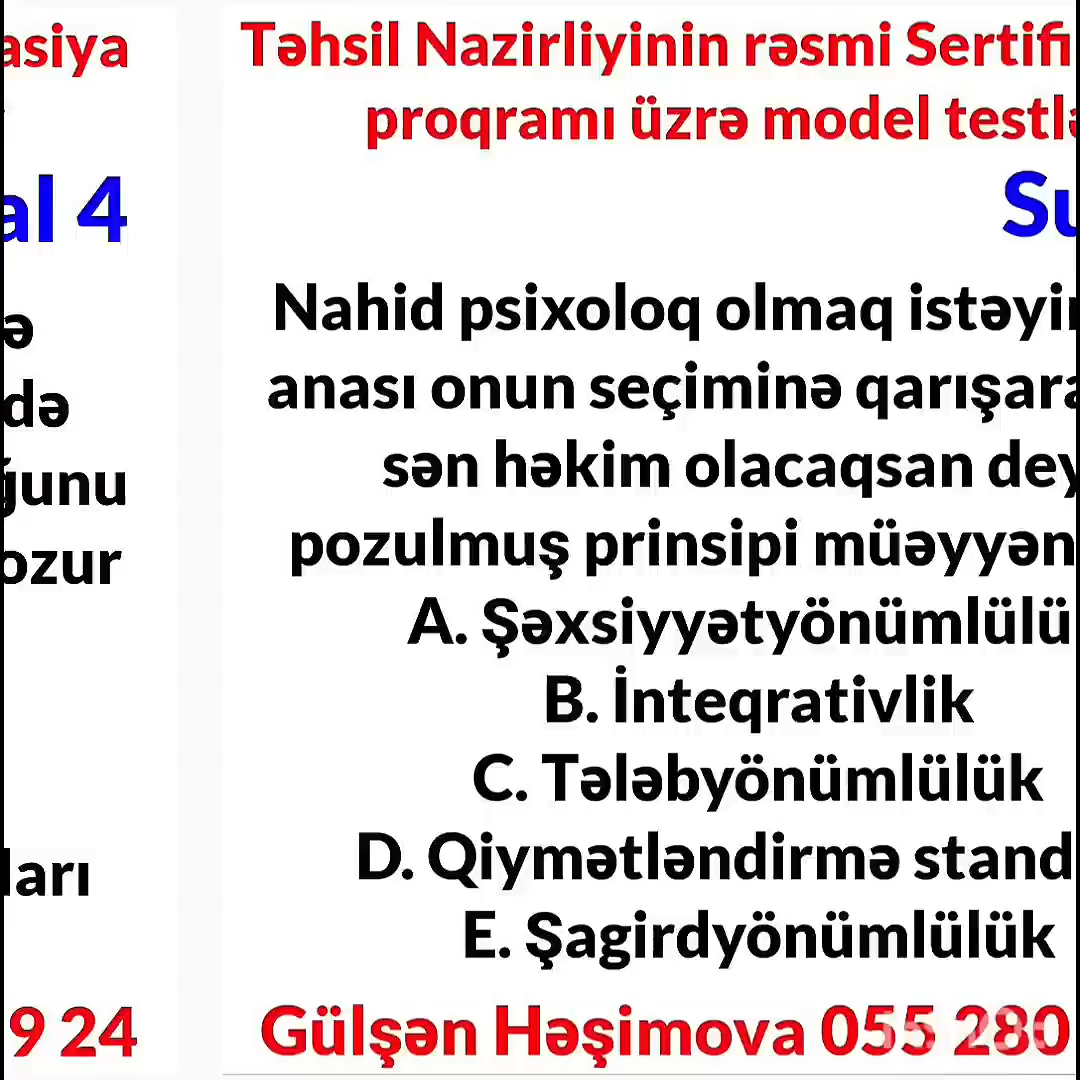 asiya
al 4
ə
də
ğunu
ozur
ları
9 24
Təhsil Nazirliyinin rəsmi Sertifi
proqramı üzrə model testlə
Su
Nahid psixoloq olmaq istəyir
anası onun seçiminə qarışara
sən həkim olacaqsan dey
pozulmuş prinsipi müəyyən
A. Şəxsiyyətyönümlülü
B. İnteqrativlik
C. Tələbyönümlülük
D. Qiymətləndirmə stand
E. Şagirdyönümlülük
Gülşən Həşimova 055 280